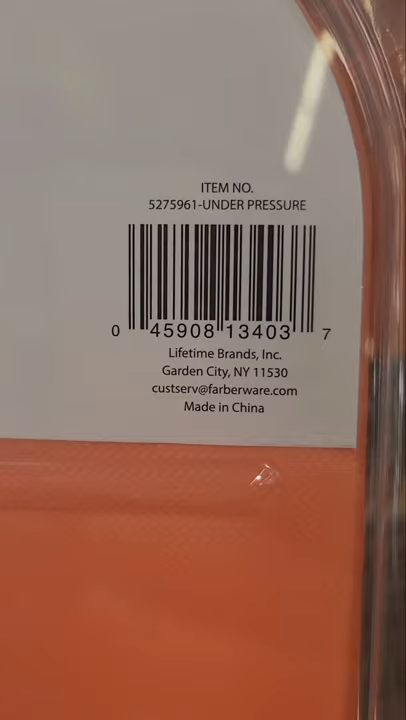 ITEM NO.
5275961-UNDER PRESSURE
0 45908 13403 7
Lifetime Brands, Inc.
Garden City, NY 11530
custserv@farberware.com
Made in China